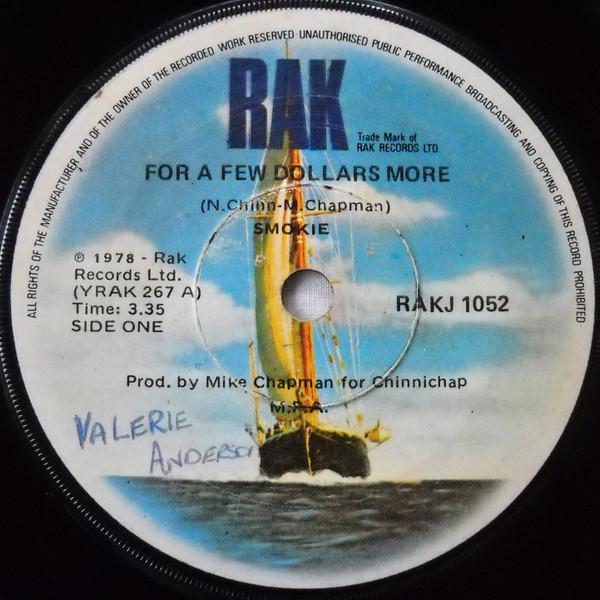 ALL RIGHTS OF THE MANUFACTURER AND OF THE OWNER OF THE RECORDED WORK RESERVED UNAUTHORISED PUBLIC PERFORMANCE BROADCASTING AND COPYING OF THIS RECORD PROHIBITED
RAK
Trade Mark of
RAK RECORDS LTD.
FOR A FEW DOLLARS MORE
(N.Chinn-M.Chapman)
SMOKIE
℗ 1978 - Rak
Records Ltd.
(YRAK 267 A)
Time: 3.35
SIDE ONE
RAKJ 1052
Prod. by Mike Chapman for Chinnichap
M.P.A.
VALERIE
ANDERSON